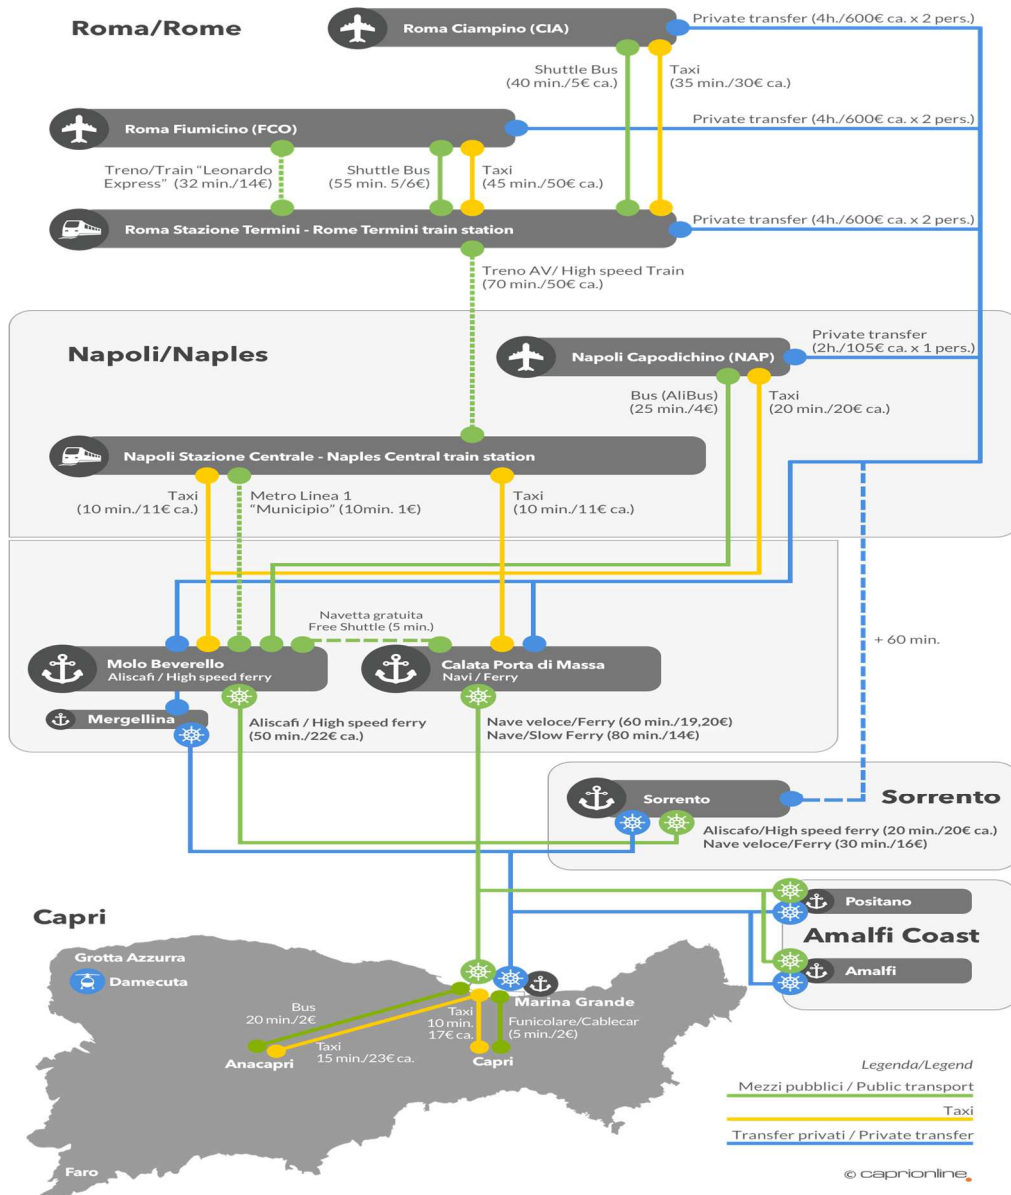 Roma/Rome
Roma Ciampino (CIA)
Private transfer (4h./600€ ca. x 2 pers.)
Shuttle Bus
(40 min./5€ ca.)
Taxi
(35 min./30€ ca.)
Roma Fiumicino (FCO)
Private transfer (4h./600€ ca. x 2 pers.)
Treno/Train “Leonardo
Express” (32 min./14€)
Shuttle Bus
(55 min. 5/6€)
Taxi
(45 min./50€ ca.)
Roma Stazione Termini - Rome Termini train station
Private transfer (4h./600€ ca. x 2 pers.)
Treno AV/ High speed Train
(70 min./50€ ca.)
Napoli/Naples
Napoli Capodichino (NAP)
Private transfer
(2h./105€ ca. x 1 pers.)
Bus (AliBus)
(25 min./4€)
Taxi
(20 min./20€ ca.)
Napoli Stazione Centrale - Naples Central train station
Taxi
(10 min./11€ ca.)
Metro Linea 1
“Municipio” (10min. 1€)
Taxi
(10 min./11€ ca.)
Navetta gratuita
Free Shuttle (5 min.)
+ 60 min.
Molo Beverello
Aliscafi / High speed ferry
Calata Porta di Massa
Navi / Ferry
Mergellina
Aliscafi / High speed ferry
(50 min./22€ ca.)
Nave veloce/Ferry (60 min./19,20€)
Nave/Slow Ferry (80 min./14€)
Sorrento
Sorrento
Aliscafo/High speed ferry (20 min./20€ ca.)
Nave veloce/Ferry (30 min./16€)
Positano
Amalfi Coast
Amalfi
Capri
Grotta Azzurra
Damecuta
Marina Grande
Bus
20 min./2€
Taxi
15 min./23€ ca.
Taxi
10 min.
17€ ca.
Funicolare/Cablecar
(5 min./2€)
Anacapri
Capri
Faro
Legenda/Legend
Mezzi pubblici / Public transport
Taxi
Transfer privati / Private transfer
© caprionline.